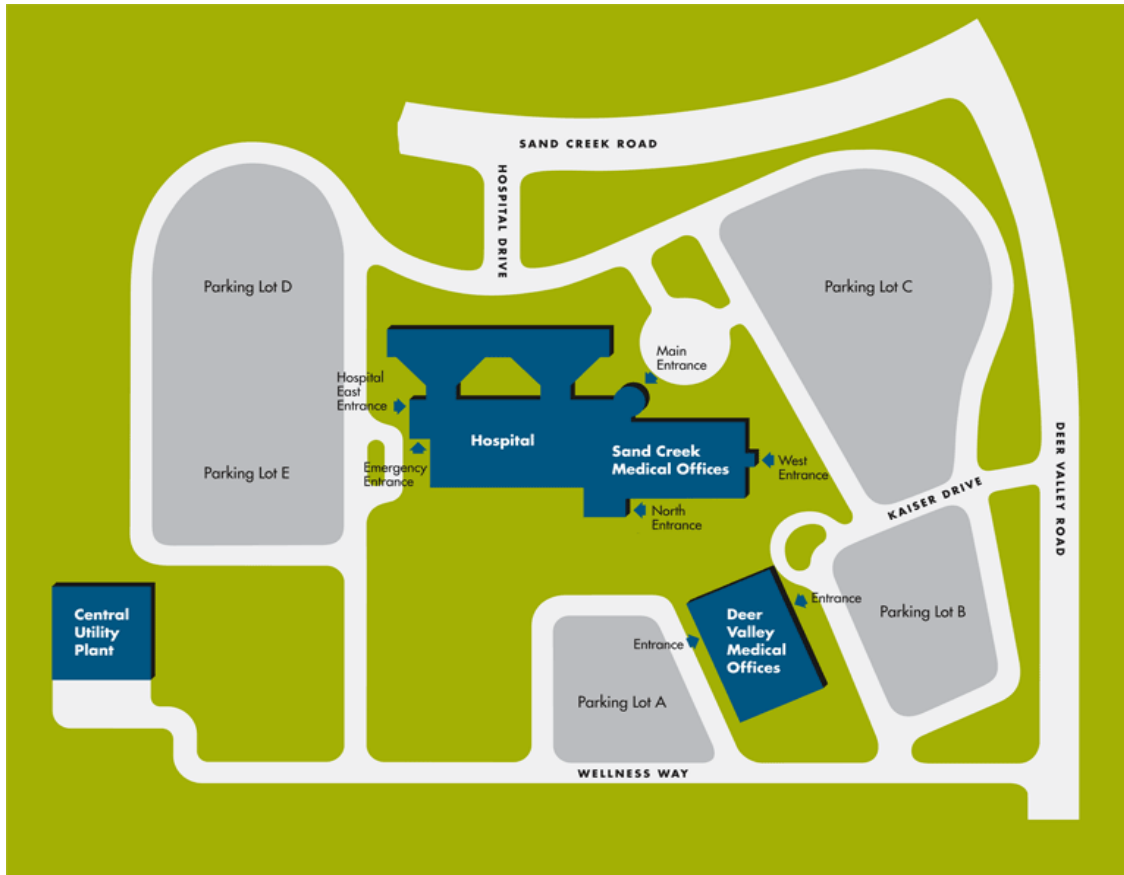 SAND CREEK ROAD
HOSPITAL DRIVE
Parking Lot D
Parking Lot C
Main
Entrance
Hospital
East
Entrance
Hospital
Sand Creek
Medical Offices
DEER VALLEY ROAD
Parking Lot E
Emergency
Entrance
West
Entrance
KAISER DRIVE
North
Entrance
Central
Utility
Plant
Entrance
Parking Lot B
Deer
Valley
Medical
Offices
Entrance
Parking Lot A
WELLNESS WAY